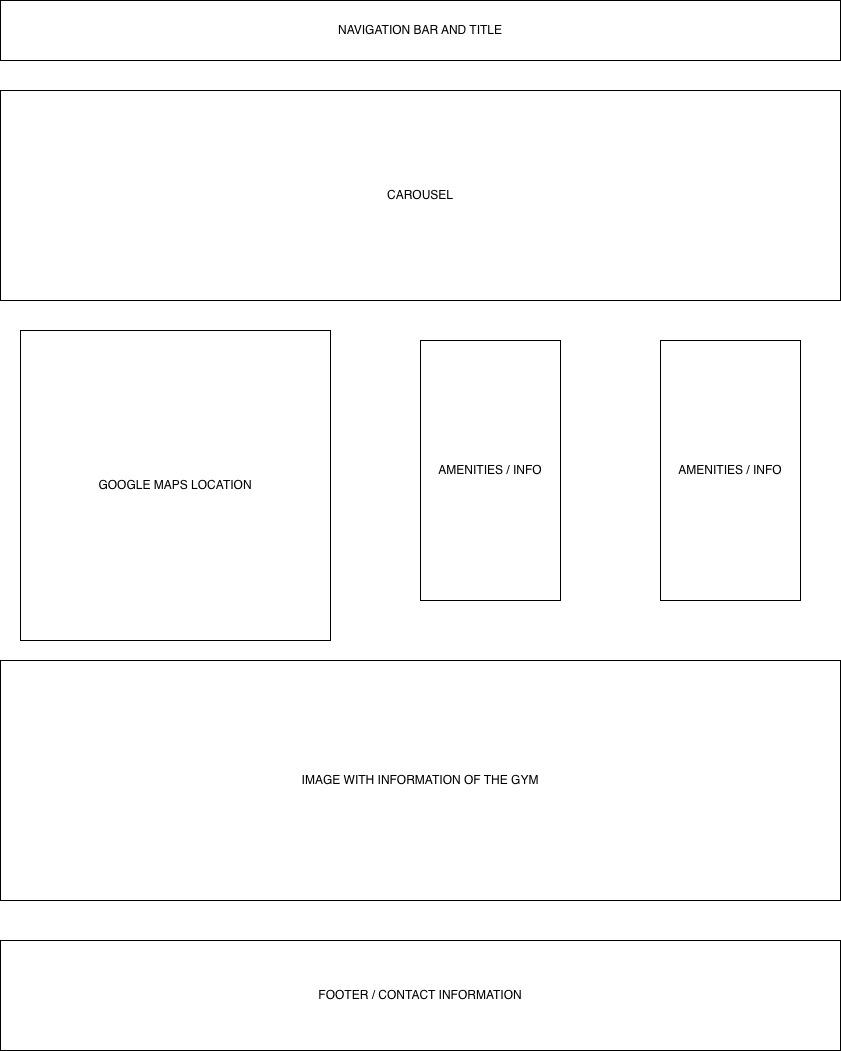 NAVIGATION BAR AND TITLE
CAROUSEL
GOOGLE MAPS LOCATION
AMENITIES / INFO
AMENITIES / INFO
IMAGE WITH INFORMATION OF THE GYM
FOOTER / CONTACT INFORMATION